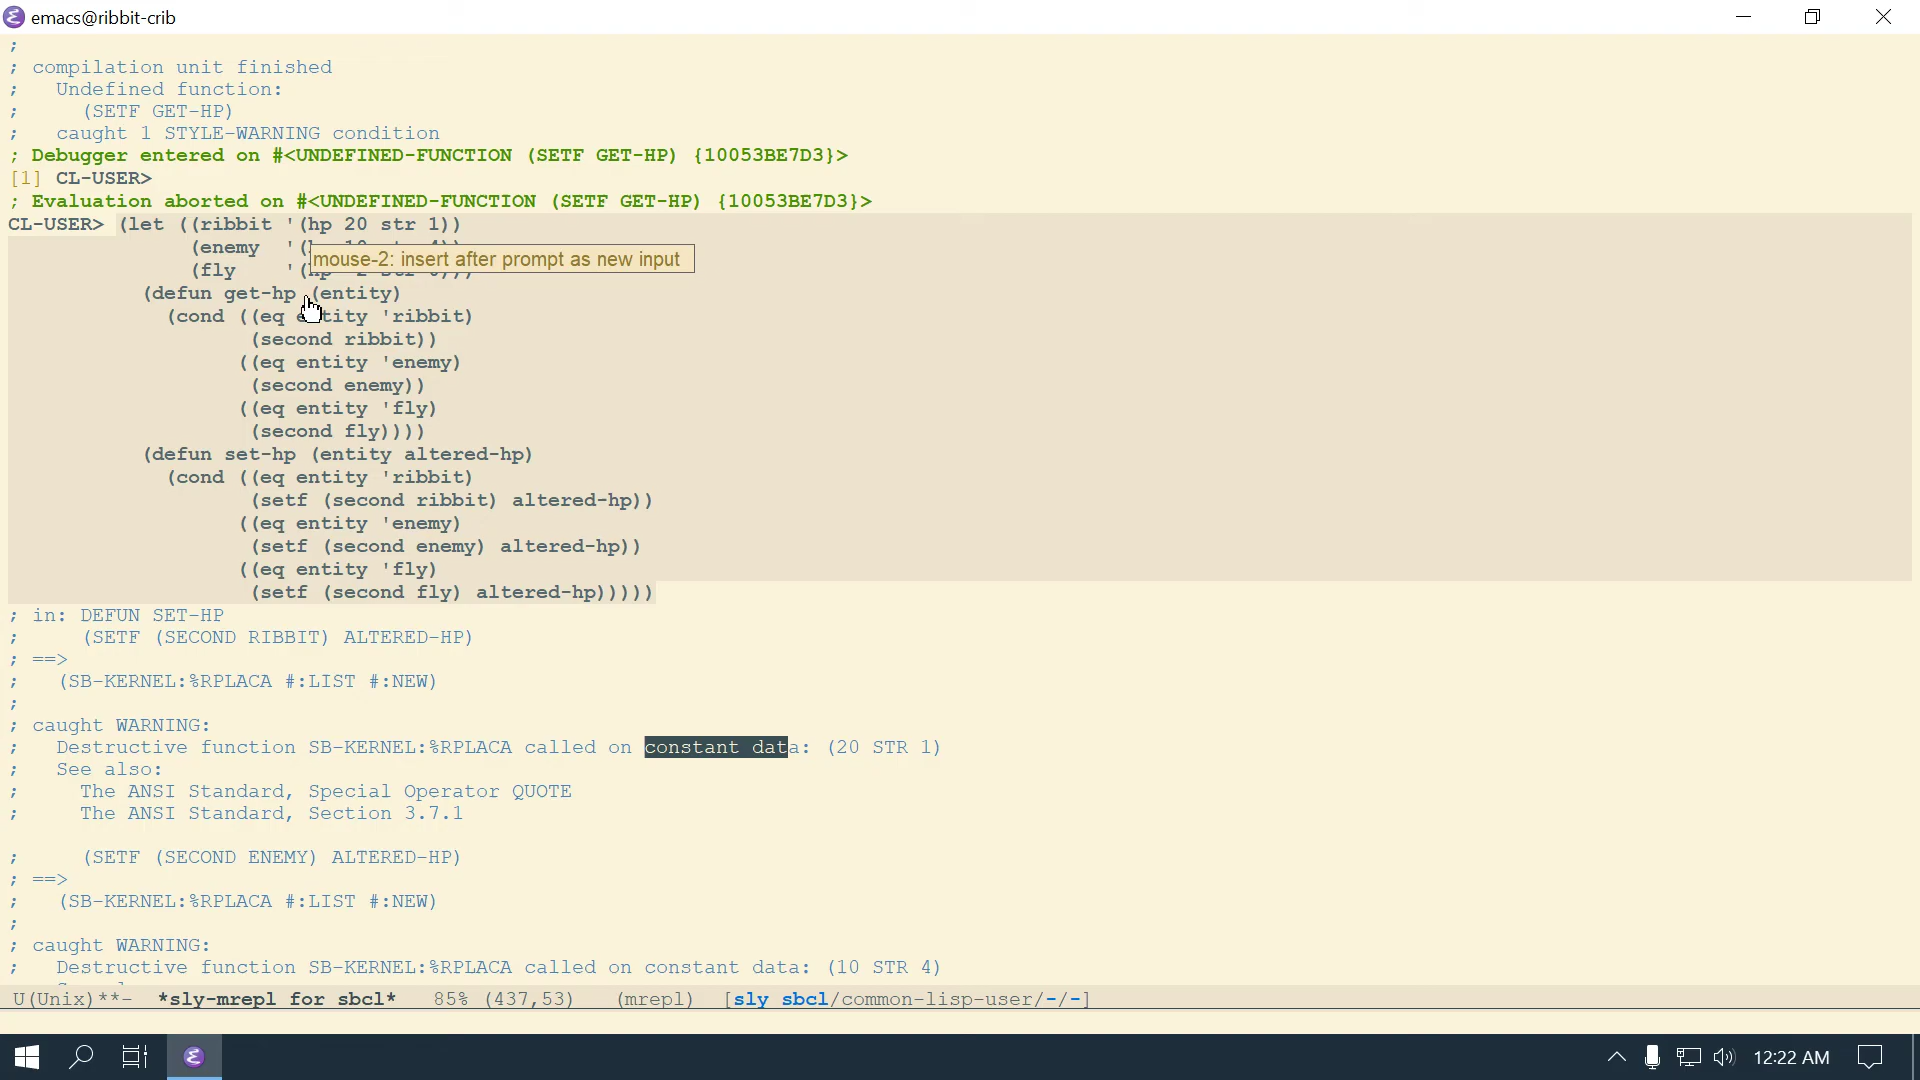 emacs@ribbit-crib
;
; compilation unit finished
;   Undefined function:
;     (SETF GET-HP)
;   caught 1 STYLE-WARNING condition
; Debugger entered on #<UNDEFINED-FUNCTION (SETF GET-HP) {10053BE7D3}>
[1] CL-USER>
; Evaluation aborted on #<UNDEFINED-FUNCTION (SETF GET-HP) {10053BE7D3}>
CL-USER> (let ((ribbit '(hp 20 str 1))
(enemy '(
mouse-2: insert after prompt as new input
(fly '(
(defun get-hp (entity)
(cond ((eq entity 'ribbit)
(second ribbit))
((eq entity 'enemy)
(second enemy))
((eq entity 'fly)
(second fly))))
(defun set-hp (entity altered-hp)
(cond ((eq entity 'ribbit)
(setf (second ribbit) altered-hp))
((eq entity 'enemy)
(setf (second enemy) altered-hp))
((eq entity 'fly)
(setf (second fly) altered-hp)))))
; in: DEFUN SET-HP
;     (SETF (SECOND RIBBIT) ALTERED-HP)
; ==>
;   (SB-KERNEL:%RPLACA #:LIST #:NEW)
;
; caught WARNING:
;   Destructive function SB-KERNEL:%RPLACA called on constant data: (20 STR 1)
;   See also:
;     The ANSI Standard, Special Operator QUOTE
;     The ANSI Standard, Section 3.7.1
;     (SETF (SECOND ENEMY) ALTERED-HP)
; ==>
;   (SB-KERNEL:%RPLACA #:LIST #:NEW)
;
; caught WARNING:
;   Destructive function SB-KERNEL:%RPLACA called on constant data: (10 STR 4)
U(Unix)**-  *sly-mrepl for sbcl*   85% (437,53)   (mrepl)  [sly sbcl/common-lisp-user/-/-]
12:22 AM